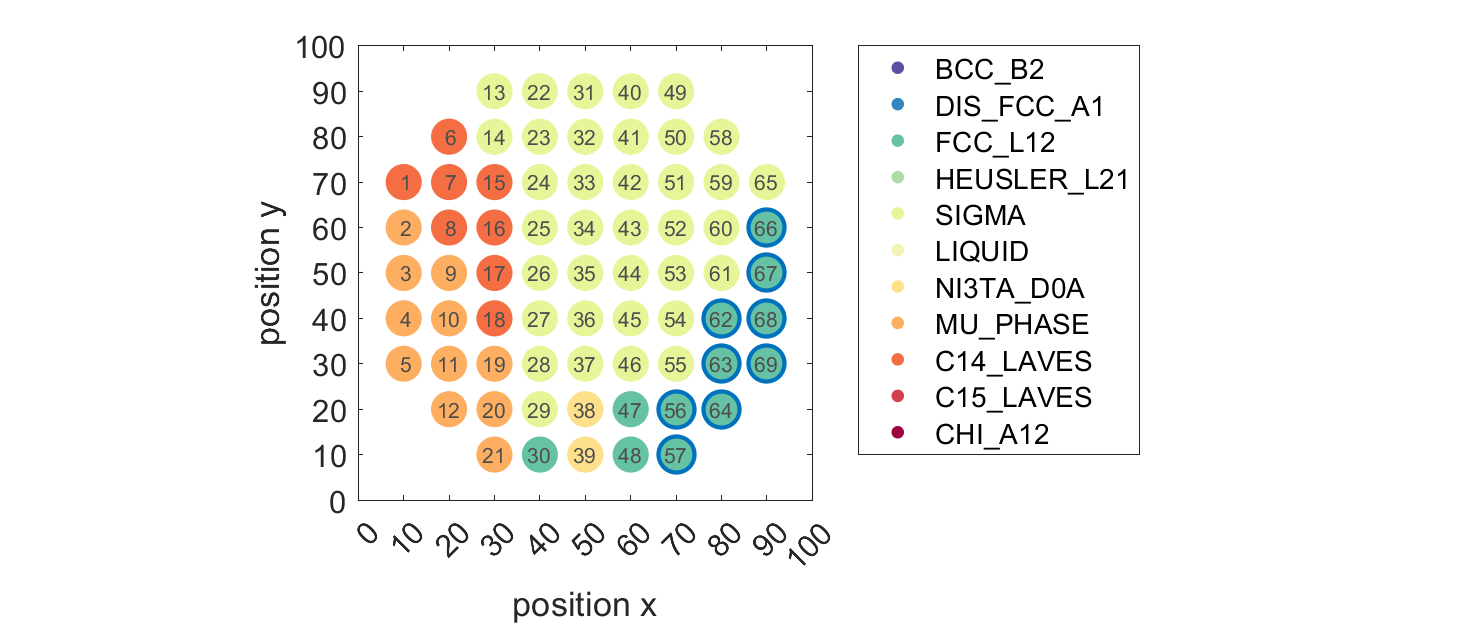 100
90
80
70
60
50
40
30
20
10
0
13 22 31 40 49
6 14 23 32 41 50 58
1 7 15 24 33 42 51 59 65
2 8 16 25 34 43 52 60 66
3 9 17 26 35 44 53 61 67
4 10 18 27 36 45 54 62 68
5 11 19 28 37 46 55 63 69
12 20 29 38 47 56 64
21 30 39 48 57
0 10 20 30 40 50 60 70 80 90 100
position x
position y
BCC_B2
DIS_FCC_A1
FCC_L12
HEUSLER_L21
SIGMA
LIQUID
NI3TA_D0A
MU_PHASE
C14_LAVES
C15_LAVES
CHI_A12